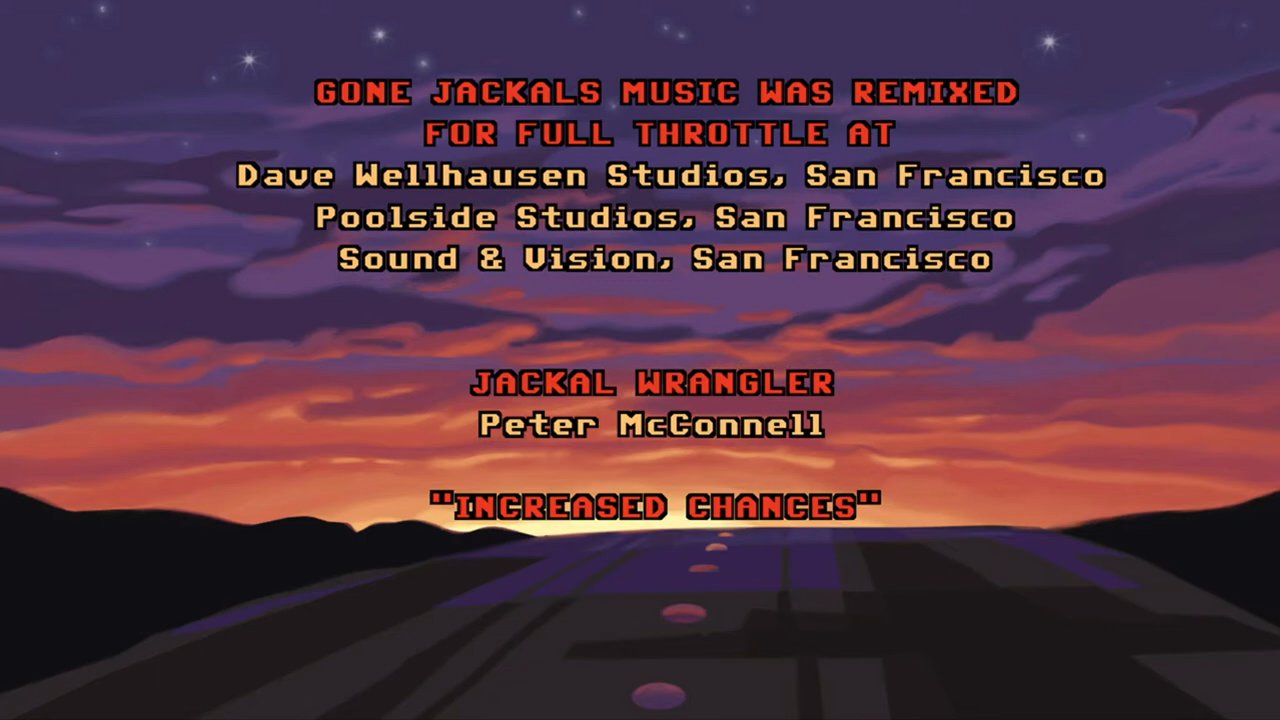 GONE JACKALS MUSIC WAS REMIXED
FOR FULL THROTTLE AT
Dave Wellhausen Studios, San Francisco
Poolside Studios, San Francisco
Sound & Vision, San Francisco
JACKAL WRANGLER
Peter McConnell
"INCREASED CHANCES"